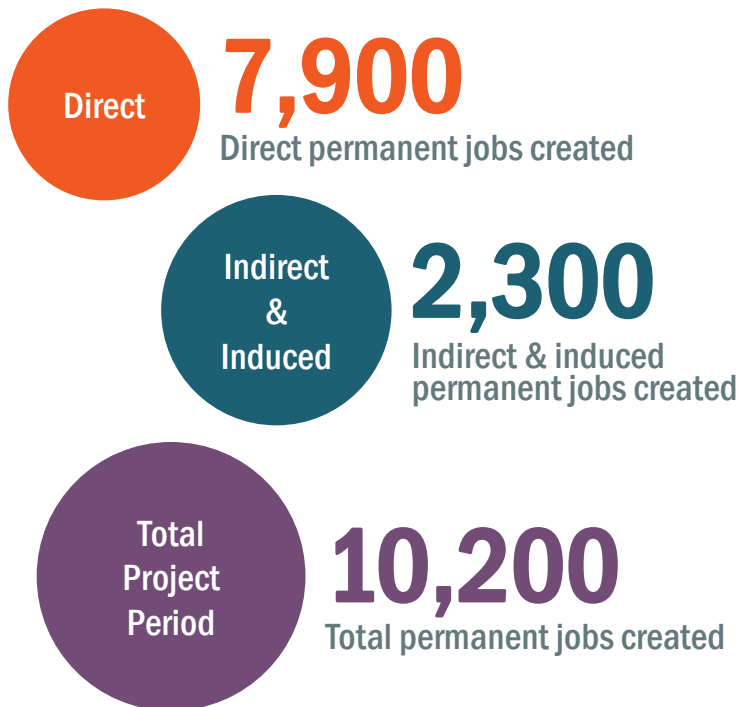 Direct
7,900
Direct permanent jobs created
Indirect
&
Induced
2,300
Indirect & induced
permanent jobs created
Total
Project
Period
10,200
Total permanent jobs created